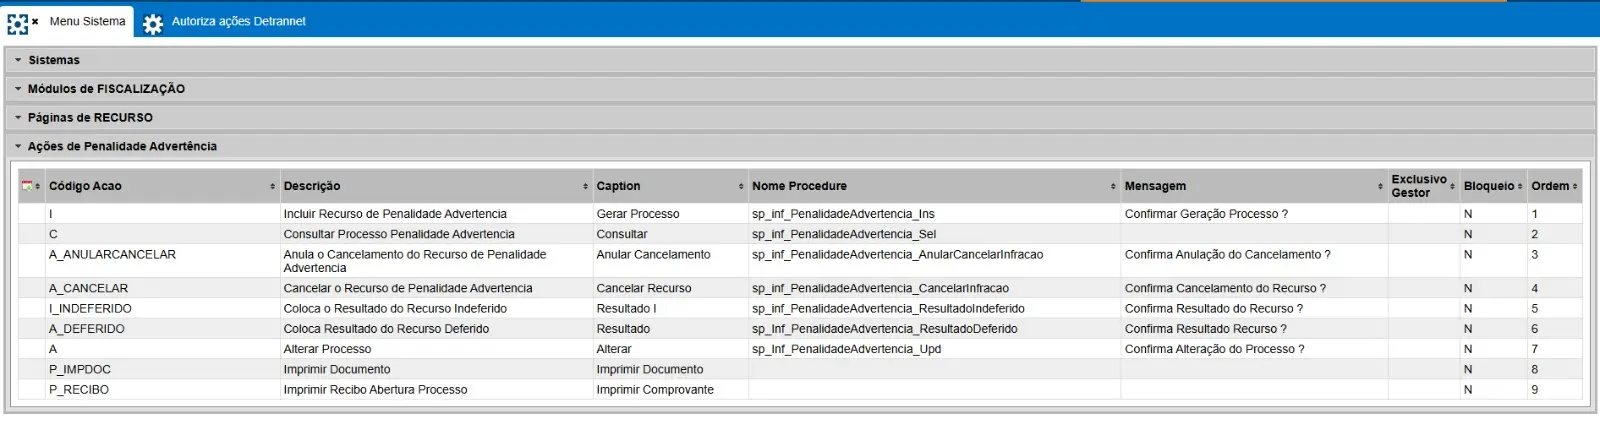 Menu Sistema Autoriza ações Detrannet
Sistemas
Módulos de FISCALIZAÇÃO
Páginas de RECURSO
Ações de Penalidade Advertência
Código Acao Descrição Caption Nome Procedure Mensagem Exclusivo Gestor Bloqueio Ordem
I Incluir Recurso de Penalidade Advertencia Gerar Processo sp_inf_PenalidadeAdvertencia_Ins Confirmar Geração Processo ? N 1
C Consultar Processo Penalidade Advertencia Consultar sp_inf_PenalidadeAdvertencia_Sel N 2
A_ANULARCANCELAR Anula o Cancelamento do Recurso de Penalidade Advertencia Anular Cancelamento sp_inf_PenalidadeAdvertencia_AnularCancelarInfracao Confirma Anulação do Cancelamento ? N 3
A_CANCELAR Cancelar o Recurso de Penalidade Advertencia Cancelar Recurso sp_inf_PenalidadeAdvertencia_CancelarInfracao Confirma Cancelamento do Recurso ? N 4
I_INDEFERIDO Coloca o Resultado do Recurso Indeferido Resultado I sp_inf_PenalidadeAdvertencia_ResultadoIndeferido Confirma Resultado do Recurso ? N 5
A_DEFERIDO Coloca Resultado do Recurso Deferido Resultado sp_Inf_PenalidadeAdvertencia_ResultadoDeferido Confirma Resultado Recurso ? N 6
A Alterar Processo Alterar sp_Inf_PenalidadeAdvertencia_Upd Confirma Alteração do Processo ? N 7
P_IMPDOC Imprimir Documento Imprimir Documento N 8
P_RECIBO Imprimir Recibo Abertura Processo Imprimir Comprovante N 9